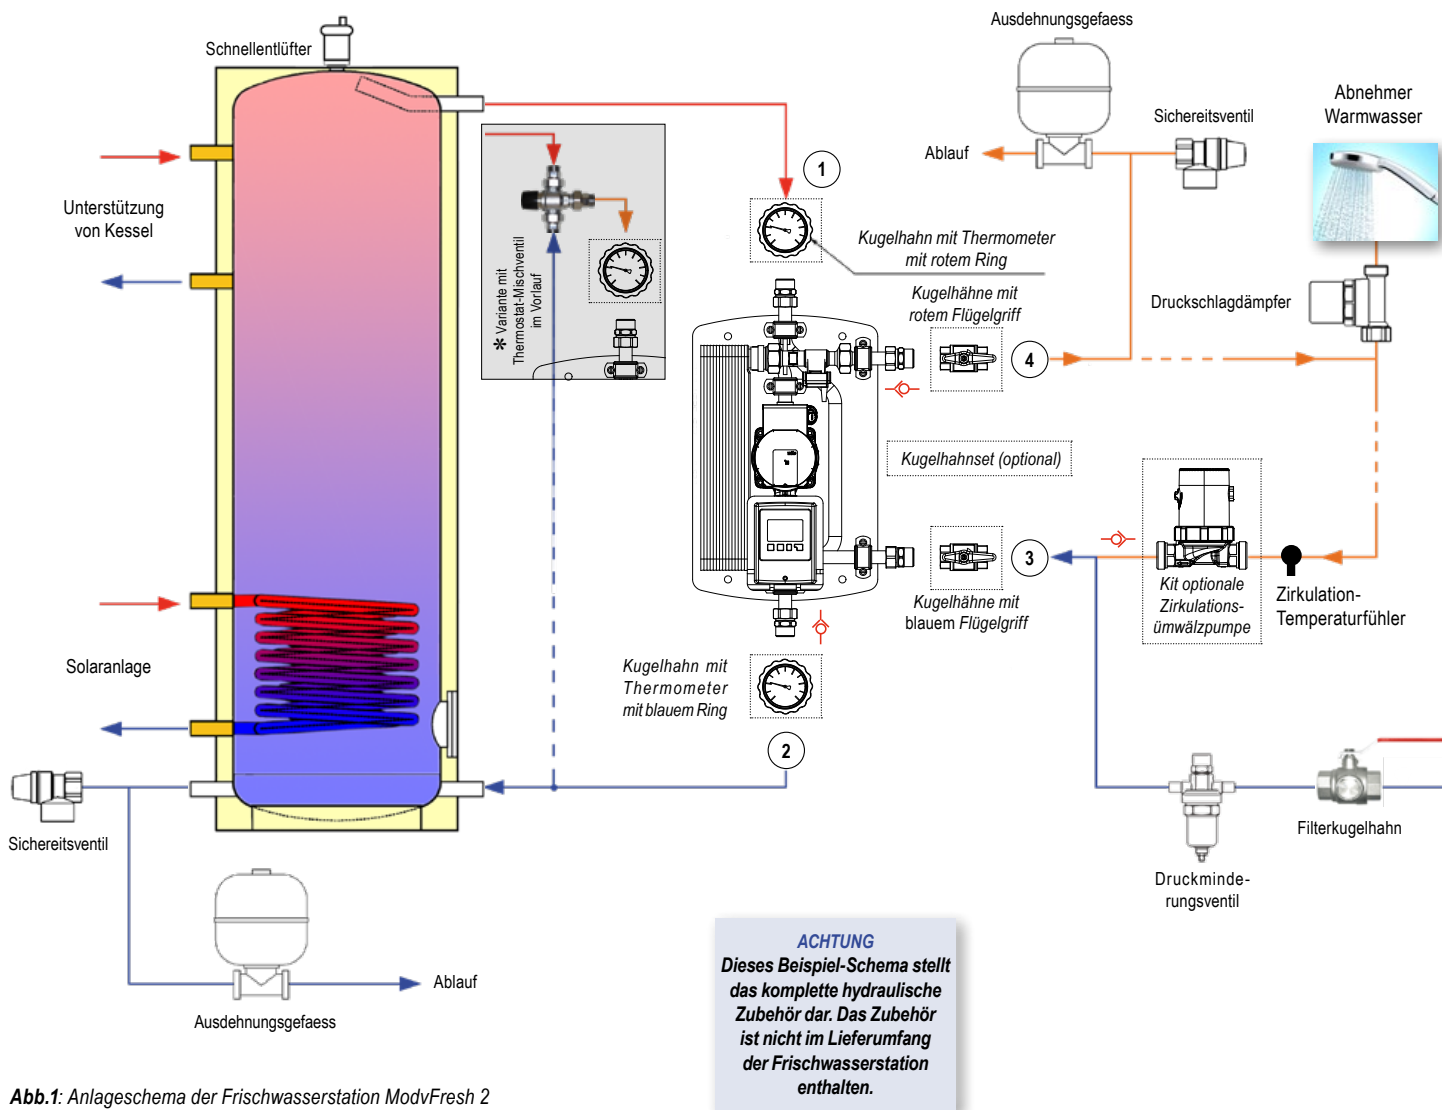 Schnellentlüfter
Ausdehnungsgefaess
Sichereitsventil
Abnehmer
Warmwasser
Ablauf
1
Unterstützung
von Kessel
Kugelhahn mit Thermometer
mit rotem Ring
✻ Variante mit
Thermostat-Mischventil
im Vorlauf
Kugelhähne mit
rotem Flügelgriff
Druckschlagdämpfer
4
Kugelhahnset (optional)
3
Kugelhähne mit
blauem Flügelgriff
Kit optionale
Zirkulations-
ümwälzpumpe
Zirkulation-
Temperaturfühler
Solaranlage
Kugelhahn mit
Thermometer
mit blauem Ring
2
Sichereitsventil
Filterkugelhahn
Druckminde-
rungsventil
Ablauf
Ausdehnungsgefaess
ACHTUNG
Dieses Beispiel-Schema stellt
das komplette hydraulische
Zubehör dar. Das Zubehör
ist nicht im Lieferumfang
der Frischwasserstation
enthalten.
Abb.1: Anlageschema der Frischwasserstation ModvFresh 2